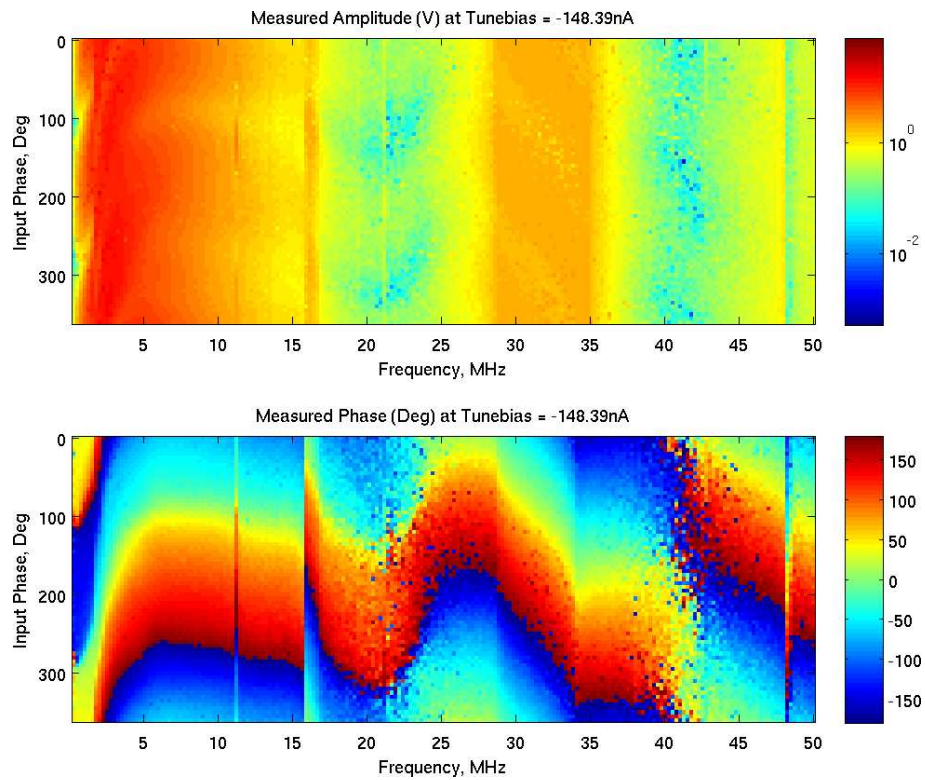 Measured Amplitude (V) at Tunebias = -148.39nA
Input Phase, Deg
0
100
200
300
5 10 15 20 25 30 35 40 45 50
Frequency, MHz
10^0
10^-2
Measured Phase (Deg) at Tunebias = -148.39nA
Input Phase, Deg
0
100
200
300
5 10 15 20 25 30 35 40 45 50
Frequency, MHz
150
100
50
0
-50
-100
-150